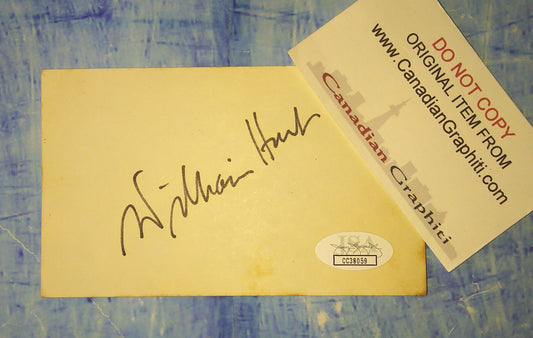 William Hurt
JSA
CC38059
DO NOT COPY
ORIGINAL ITEM FROM
www.CanadianGraphiti.com
Canadian Graphiti